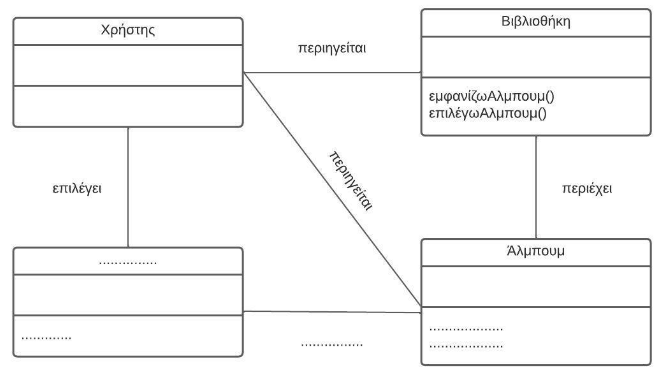 Χρήστης
Βιβλιοθήκη
περιηγείται
εμφανίζωΑλμπουμ()
επιλέγωΑλμπουμ()
περιηγείται
επιλέγει
περιέχει
...............
Άλμπουμ
.............
...................
...................
................